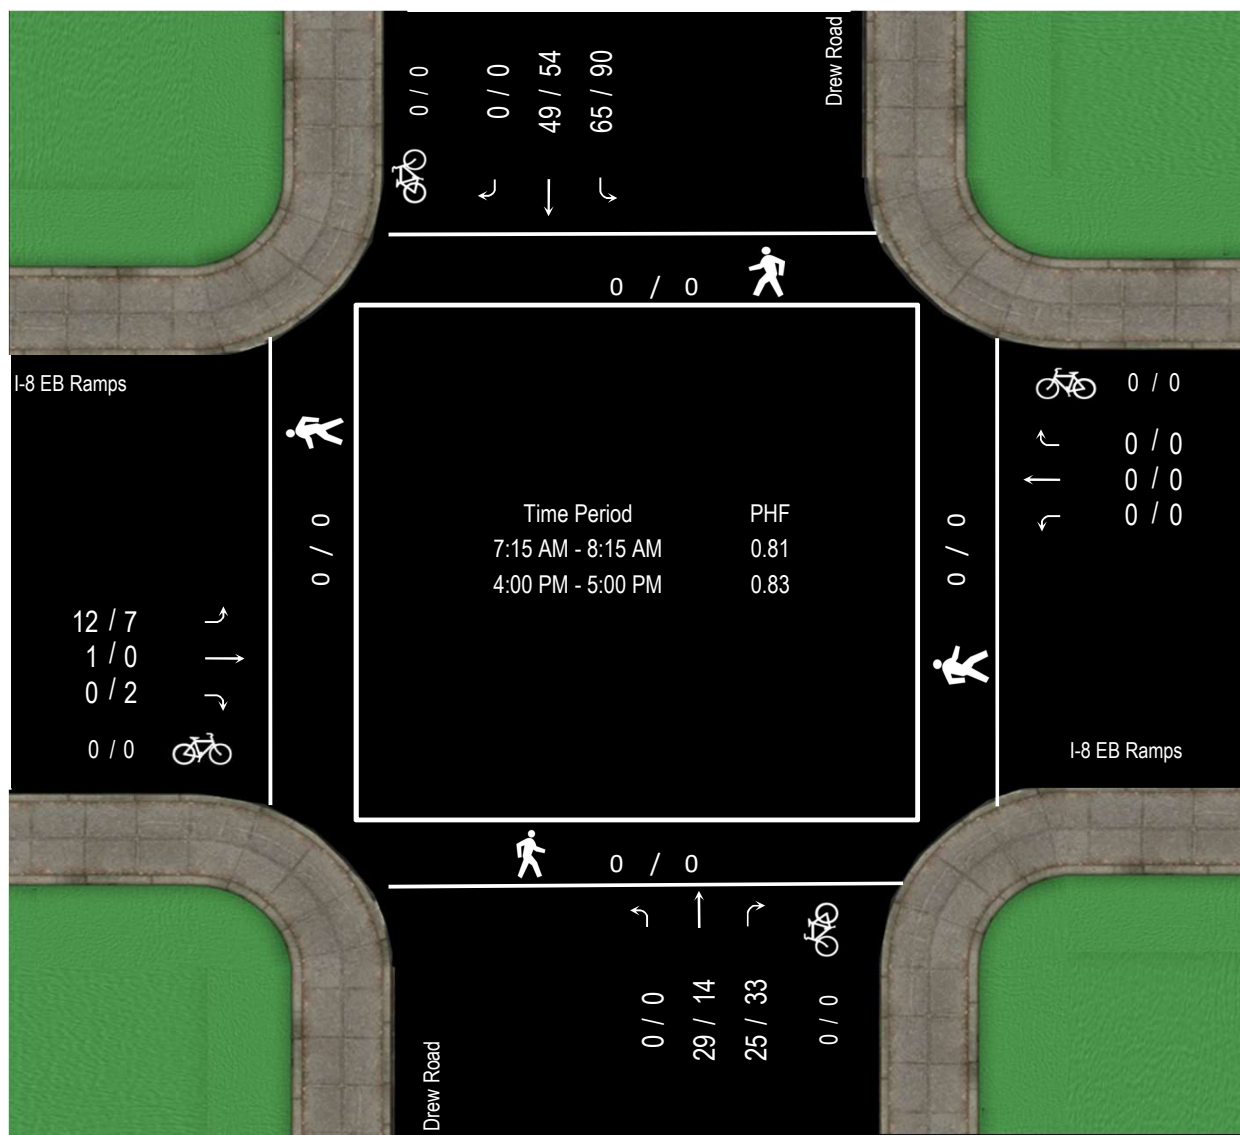 Drew Road
0 / 0
0 / 0
49 / 54
65 / 90
0 / 0
I-8 EB Ramps
0 / 0
0 / 0
0 / 0
0 / 0
0 / 0
0 / 0
Time Period PHF
7:15 AM - 8:15 AM 0.81
4:00 PM - 5:00 PM 0.83
12 / 7
1 / 0
0 / 2
0 / 0
I-8 EB Ramps
0 / 0
0 / 0
29 / 14
25 / 33
0 / 0
Drew Road